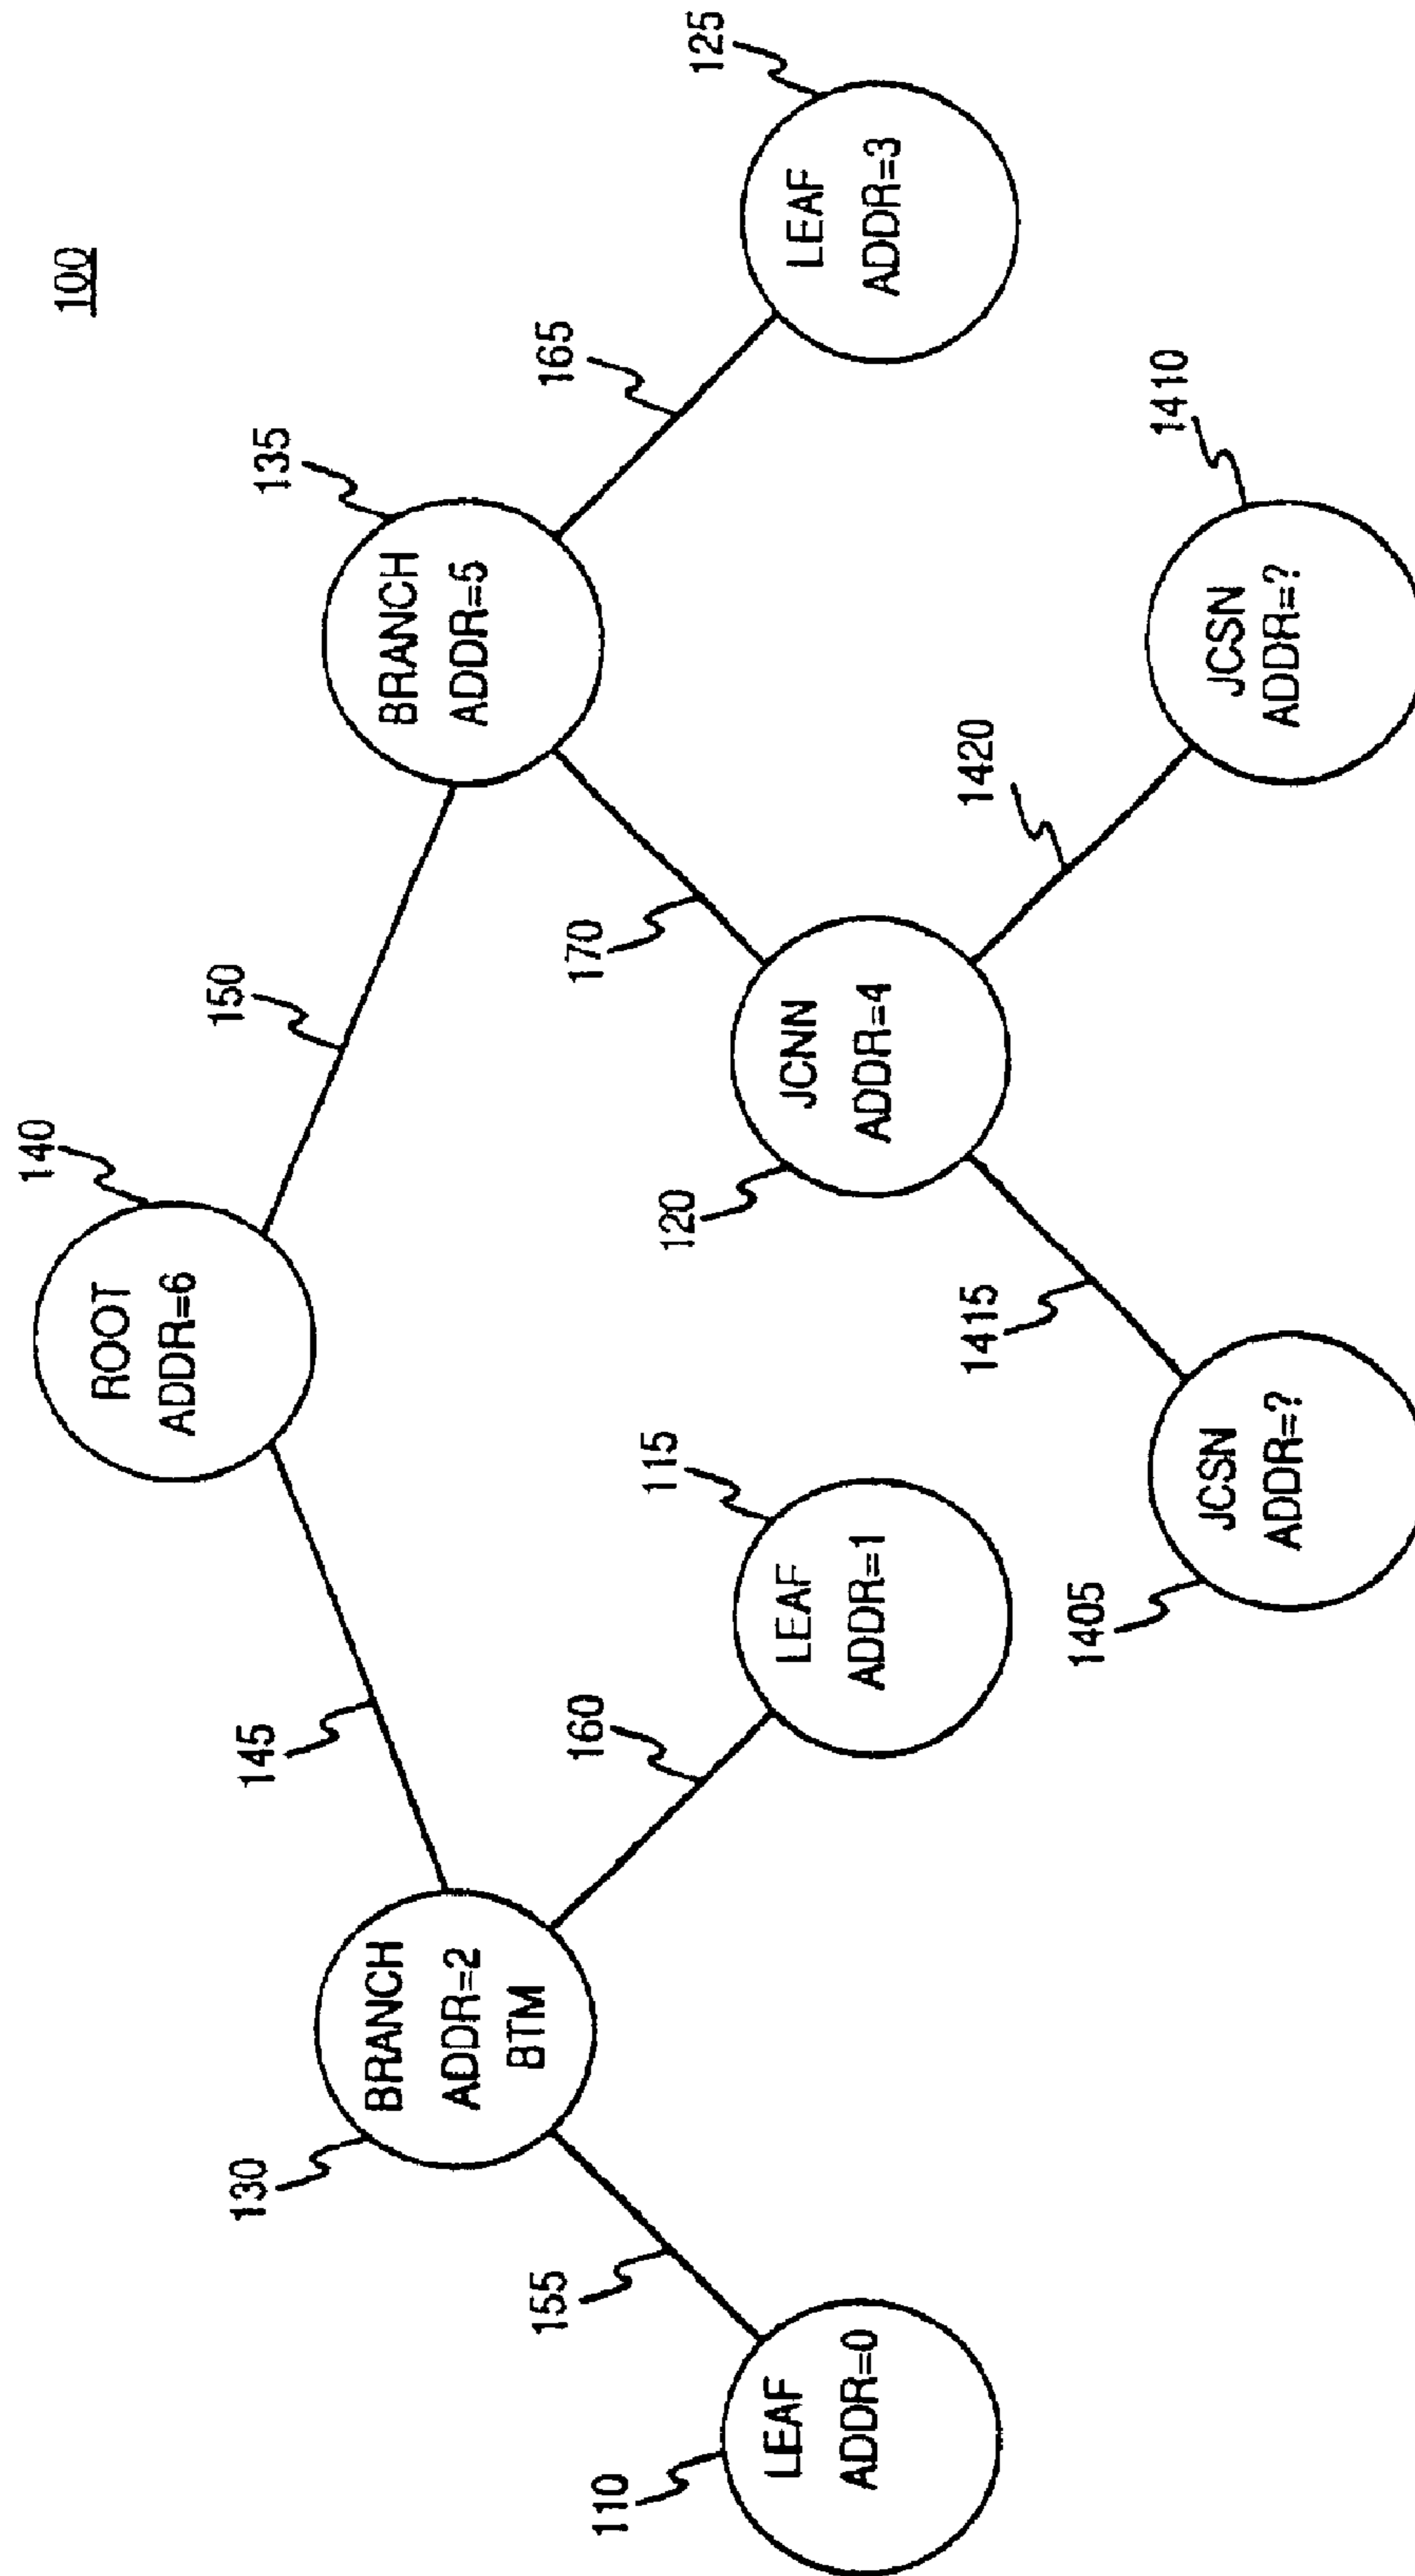 100
140
ROOT
ADDR=6
145
150
130
BRANCH
ADDR=2
BTM
135
BRANCH
ADDR=5
155
160
170
165
110
LEAF
ADDR=0
115
LEAF
ADDR=1
120
JCNN
ADDR=4
125
LEAF
ADDR=3
1415
1420
1405
JCSN
ADDR=?
1410
JCSN
ADDR=?